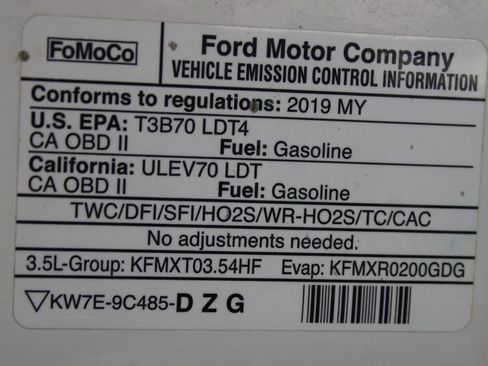 FoMoCo
Ford Motor Company
VEHICLE EMISSION CONTROL INFORMATION
Conforms to regulations: 2019 MY
U.S. EPA: T3B70 LDT4
CA OBD II Fuel: Gasoline
California: ULEV70 LDT
CA OBD II Fuel: Gasoline
TWC/DFI/SFI/HO2S/WR-HO2S/TC/CAC
No adjustments needed.
3.5L-Group: KFMXT03.54HF Evap: KFMXR0200GDG
▽KW7E-9C485-D Z G